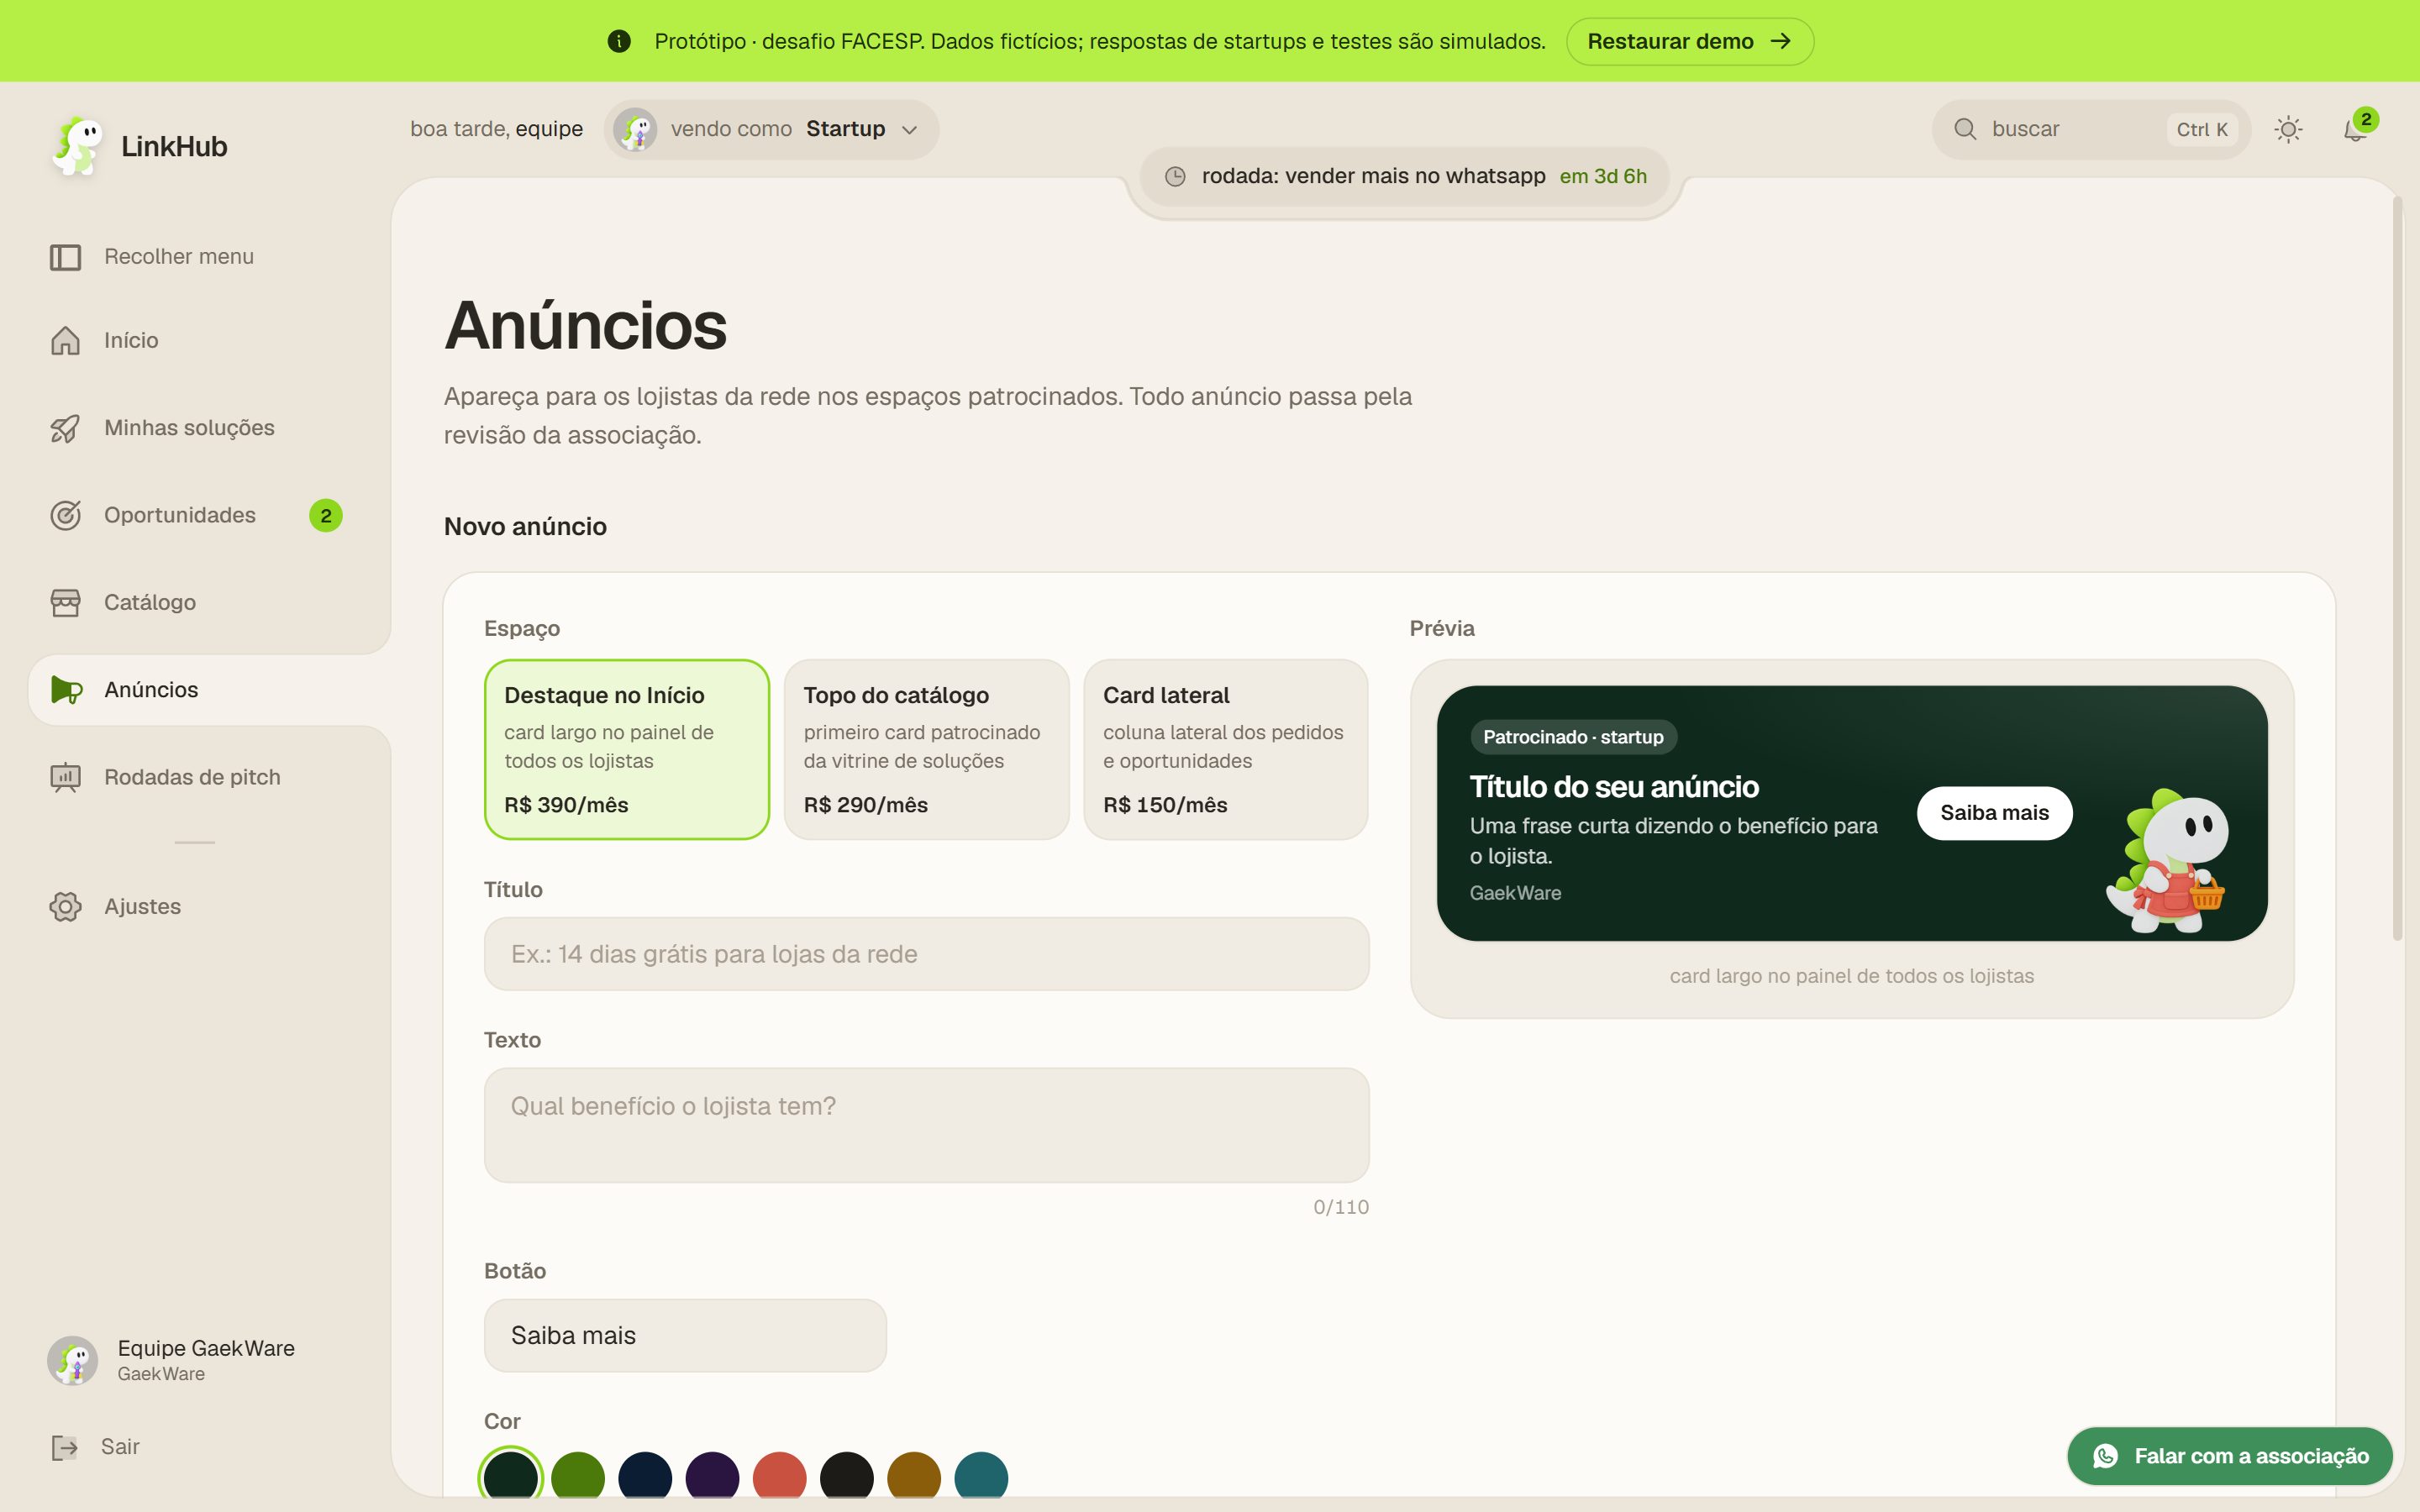 Protótipo · desafio FACESP. Dados fictícios; respostas de startups e testes são simulados.
Restaurar demo
LinkHub
boa tarde, equipe
vendo como Startup
rodada: vender mais no whatsapp em 3d 6h
buscar
Ctrl K
2
Recolher menu
Início
Minhas soluções
Oportunidades
2
Catálogo
Anúncios
Rodadas de pitch
Ajustes
Equipe GaekWare
GaekWare
Sair
Anúncios
Apareça para os lojistas da rede nos espaços patrocinados. Todo anúncio passa pela
revisão da associação.
Novo anúncio
Espaço
Destaque no Início
card largo no painel de
todos os lojistas
R$ 390/mês
Topo do catálogo
primeiro card patrocinado
da vitrine de soluções
R$ 290/mês
Card lateral
coluna lateral dos pedidos
e oportunidades
R$ 150/mês
Título
Ex.: 14 dias grátis para lojas da rede
Texto
Qual benefício o lojista tem?
0/110
Botão
Saiba mais
Cor
Prévia
Patrocinado · startup
Título do seu anúncio
Uma frase curta dizendo o benefício para
o lojista.
GaekWare
Saiba mais
card largo no painel de todos os lojistas
Falar com a associação